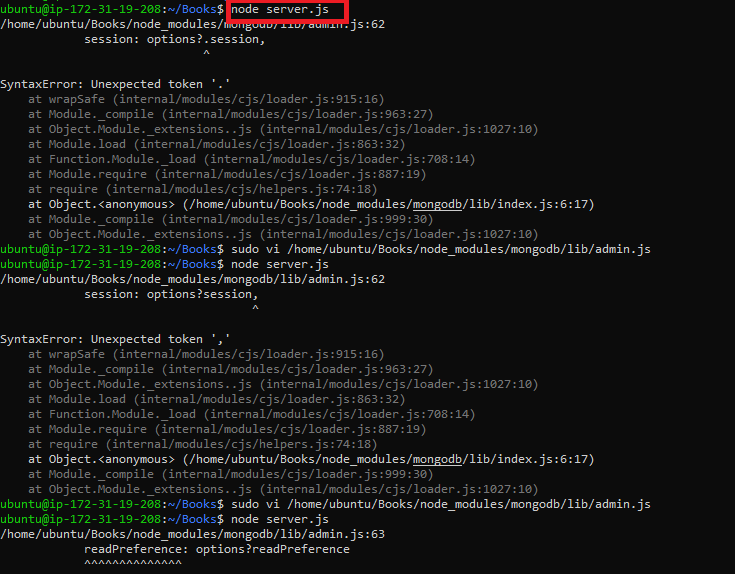 ubuntu@ip-172-31-19-208:~/Books$ node server.js
/home/ubuntu/Books/node_modules/mongodb/lib/admin.js:62
            session: options?.session,
                             ^

SyntaxError: Unexpected token '.'
    at wrapSafe (internal/modules/cjs/loader.js:915:16)
    at Module._compile (internal/modules/cjs/loader.js:963:27)
    at Object.Module._extensions..js (internal/modules/cjs/loader.js:1027:10)
    at Module.load (internal/modules/cjs/loader.js:863:32)
    at Function.Module._load (internal/modules/cjs/loader.js:708:14)
    at Module.require (internal/modules/cjs/loader.js:887:19)
    at require (internal/modules/cjs/helpers.js:74:18)
    at Object.<anonymous> (/home/ubuntu/Books/node_modules/mongodb/lib/index.js:6:17)
    at Module._compile (internal/modules/cjs/loader.js:999:30)
    at Object.Module._extensions..js (internal/modules/cjs/loader.js:1027:10)
ubuntu@ip-172-31-19-208:~/Books$ sudo vi /home/ubuntu/Books/node_modules/mongodb/lib/admin.js
ubuntu@ip-172-31-19-208:~/Books$ node server.js
/home/ubuntu/Books/node_modules/mongodb/lib/admin.js:62
            session: options?session,
                                    ^

SyntaxError: Unexpected token ','
    at wrapSafe (internal/modules/cjs/loader.js:915:16)
    at Module._compile (internal/modules/cjs/loader.js:963:27)
    at Object.Module._extensions..js (internal/modules/cjs/loader.js:1027:10)
    at Module.load (internal/modules/cjs/loader.js:863:32)
    at Function.Module._load (internal/modules/cjs/loader.js:708:14)
    at Module.require (internal/modules/cjs/loader.js:887:19)
    at require (internal/modules/cjs/helpers.js:74:18)
    at Object.<anonymous> (/home/ubuntu/Books/node_modules/mongodb/lib/index.js:6:17)
    at Module._compile (internal/modules/cjs/loader.js:999:30)
    at Object.Module._extensions..js (internal/modules/cjs/loader.js:1027:10)
ubuntu@ip-172-31-19-208:~/Books$ sudo vi /home/ubuntu/Books/node_modules/mongodb/lib/admin.js
ubuntu@ip-172-31-19-208:~/Books$ node server.js
/home/ubuntu/Books/node_modules/mongodb/lib/admin.js:63
            readPreference: options?readPreference
            ^^^^^^^^^^^^^^